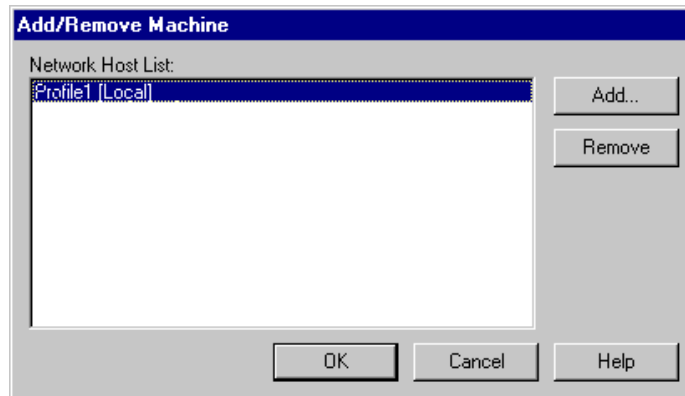 Add/Remove Machine
Network Host List:
Profile1 [Local]
Add...
Remove
OK
Cancel
Help